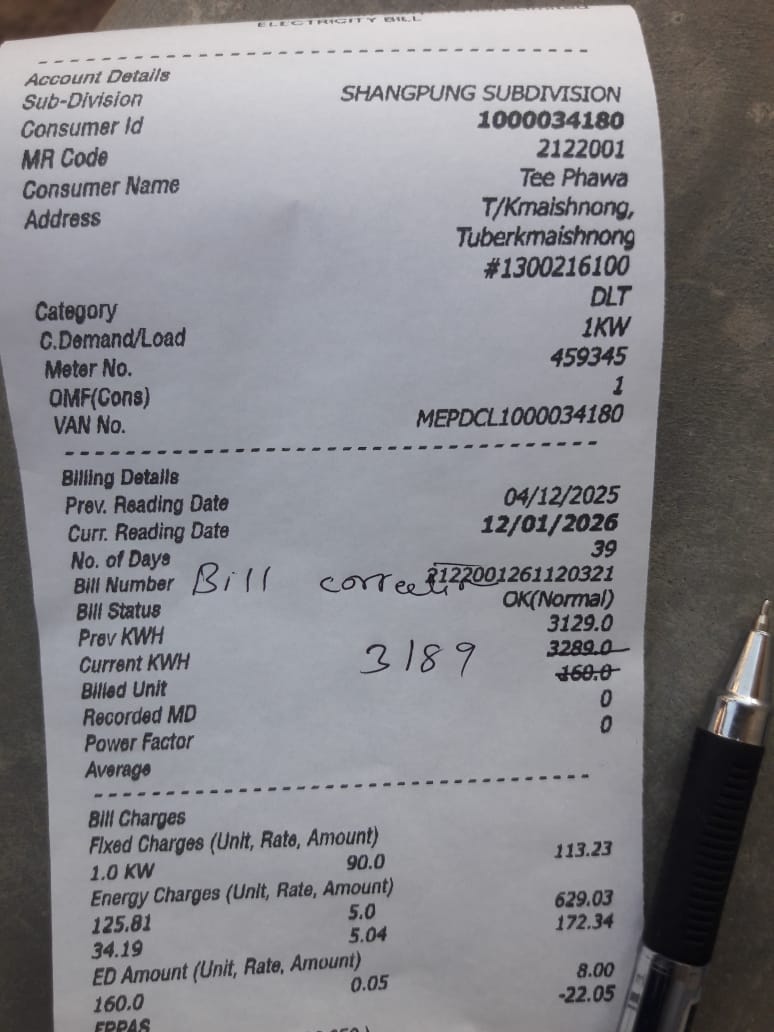 ELECTRICITY BILL
Account Details
Sub-Division SHANGPUNG SUBDIVISION
Consumer Id 1000034180
MR Code 2122001
Consumer Name Tee Phawa
Address T/Kmaishnong,
Tuberkmaishnong
#1300216100
Category DLT
C.Demand/Load 1KW
Meter No. 459345
OMF(Cons) 1
VAN No. MEPDCL1000034180
Billing Details
Prev. Reading Date 04/12/2025
Curr. Reading Date 12/01/2026
No. of Days 39
Bill Number Bill 2122001261120321
Bill Status OK(Normal)
Prev KWH 3129.0
Current KWH 3189 3289.0
Billed Unit 160.0
Recorded MD 0
Power Factor 0
Average
Bill Charges
Fixed Charges (Unit, Rate, Amount)
1.0 KW 90.0 113.23
Energy Charges (Unit, Rate, Amount)
125.81 5.0 629.03
34.19 5.04 172.34
ED Amount (Unit, Rate, Amount)
160.0 0.05 8.00
FPPAS -22.05